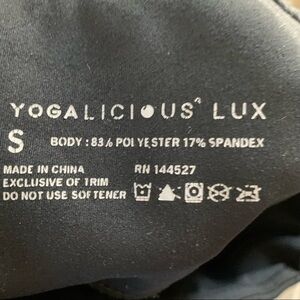 YOGALICIOUS LUX
S
BODY : 83% POLYESTER 17% SPANDEX
MADE IN CHINA
RN 144527
EXCLUSIVE OF TRIM
DO NOT USE SOFTENER